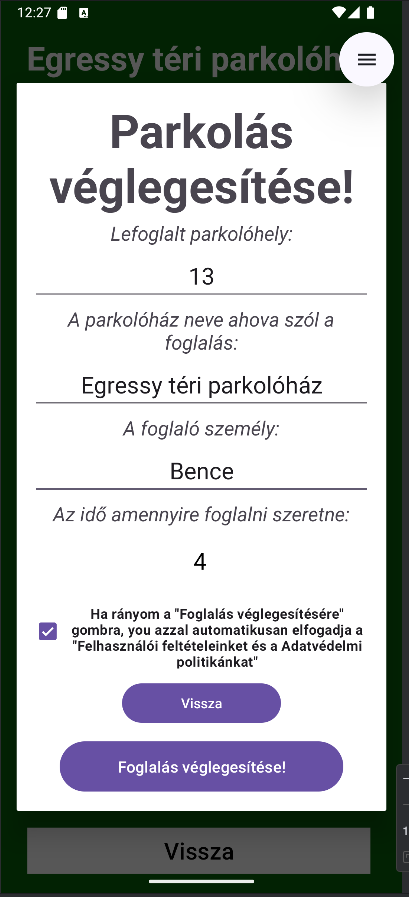 12:27
Egressy téri parkolóh
Parkolás
véglegesítése!
Lefoglalt parkolóhely:
13
A parkolóház neve ahova szól a
foglalás:
Egressy téri parkolóház
A foglaló személy:
Bence
Az idő amennyire foglalni szeretne:
4
Ha rányom a "Foglalás véglegesítésére"
gombra, you azzal automatikusan elfogadja a
"Felhasználói feltételeinket és a Adatvédelmi
politikánkat"
Vissza
Foglalás véglegesítése!
Vissza